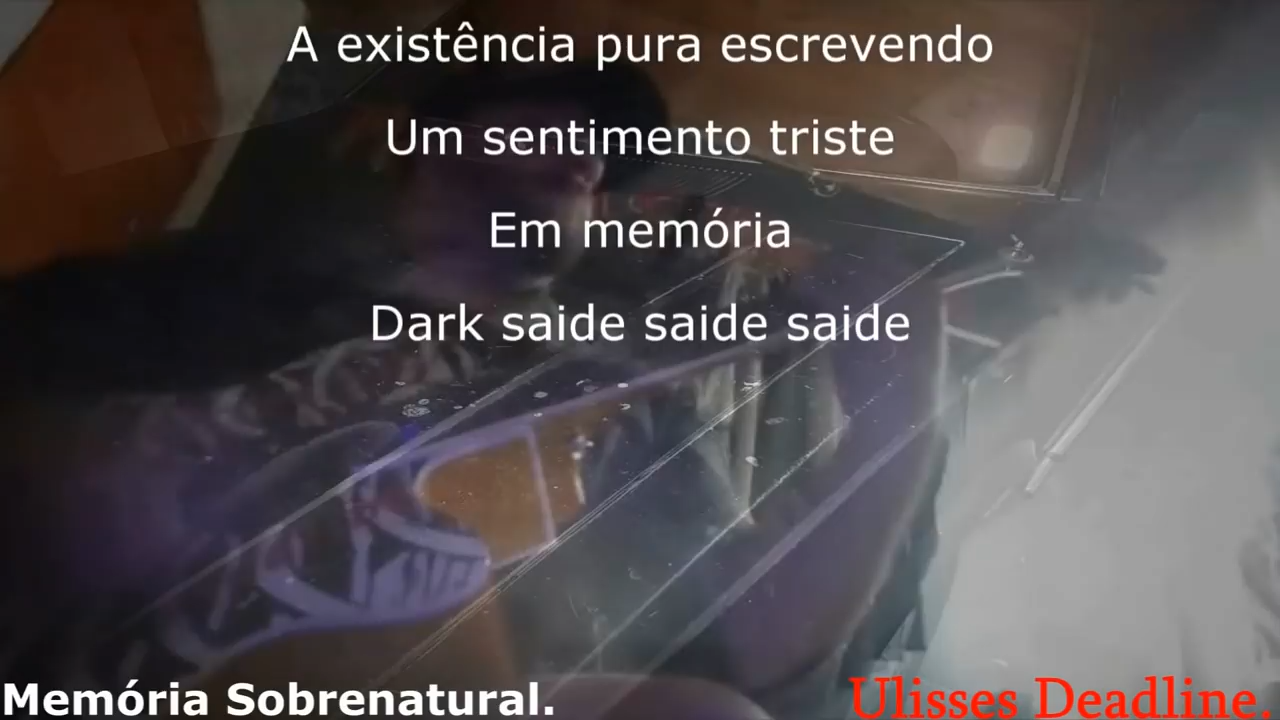 A existência pura escrevendo
Um sentimento triste
Em memória
Dark saide saide saide
Memória Sobrenatural.
Ulisses Deadline.